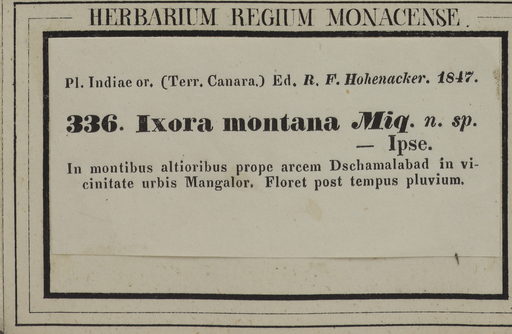 HERBARIUM REGIUM MONACENSE.
Pl. Indiae or. (Terr. Canara.) Ed. R. F. Hohenacker. 1847.
336. Ixora montana Miq. n. sp.
— Ipse.
In montibus altioribus prope arcem Dschamalabad in vi-
cinitate urbis Mangalor. Floret post tempus pluvium.